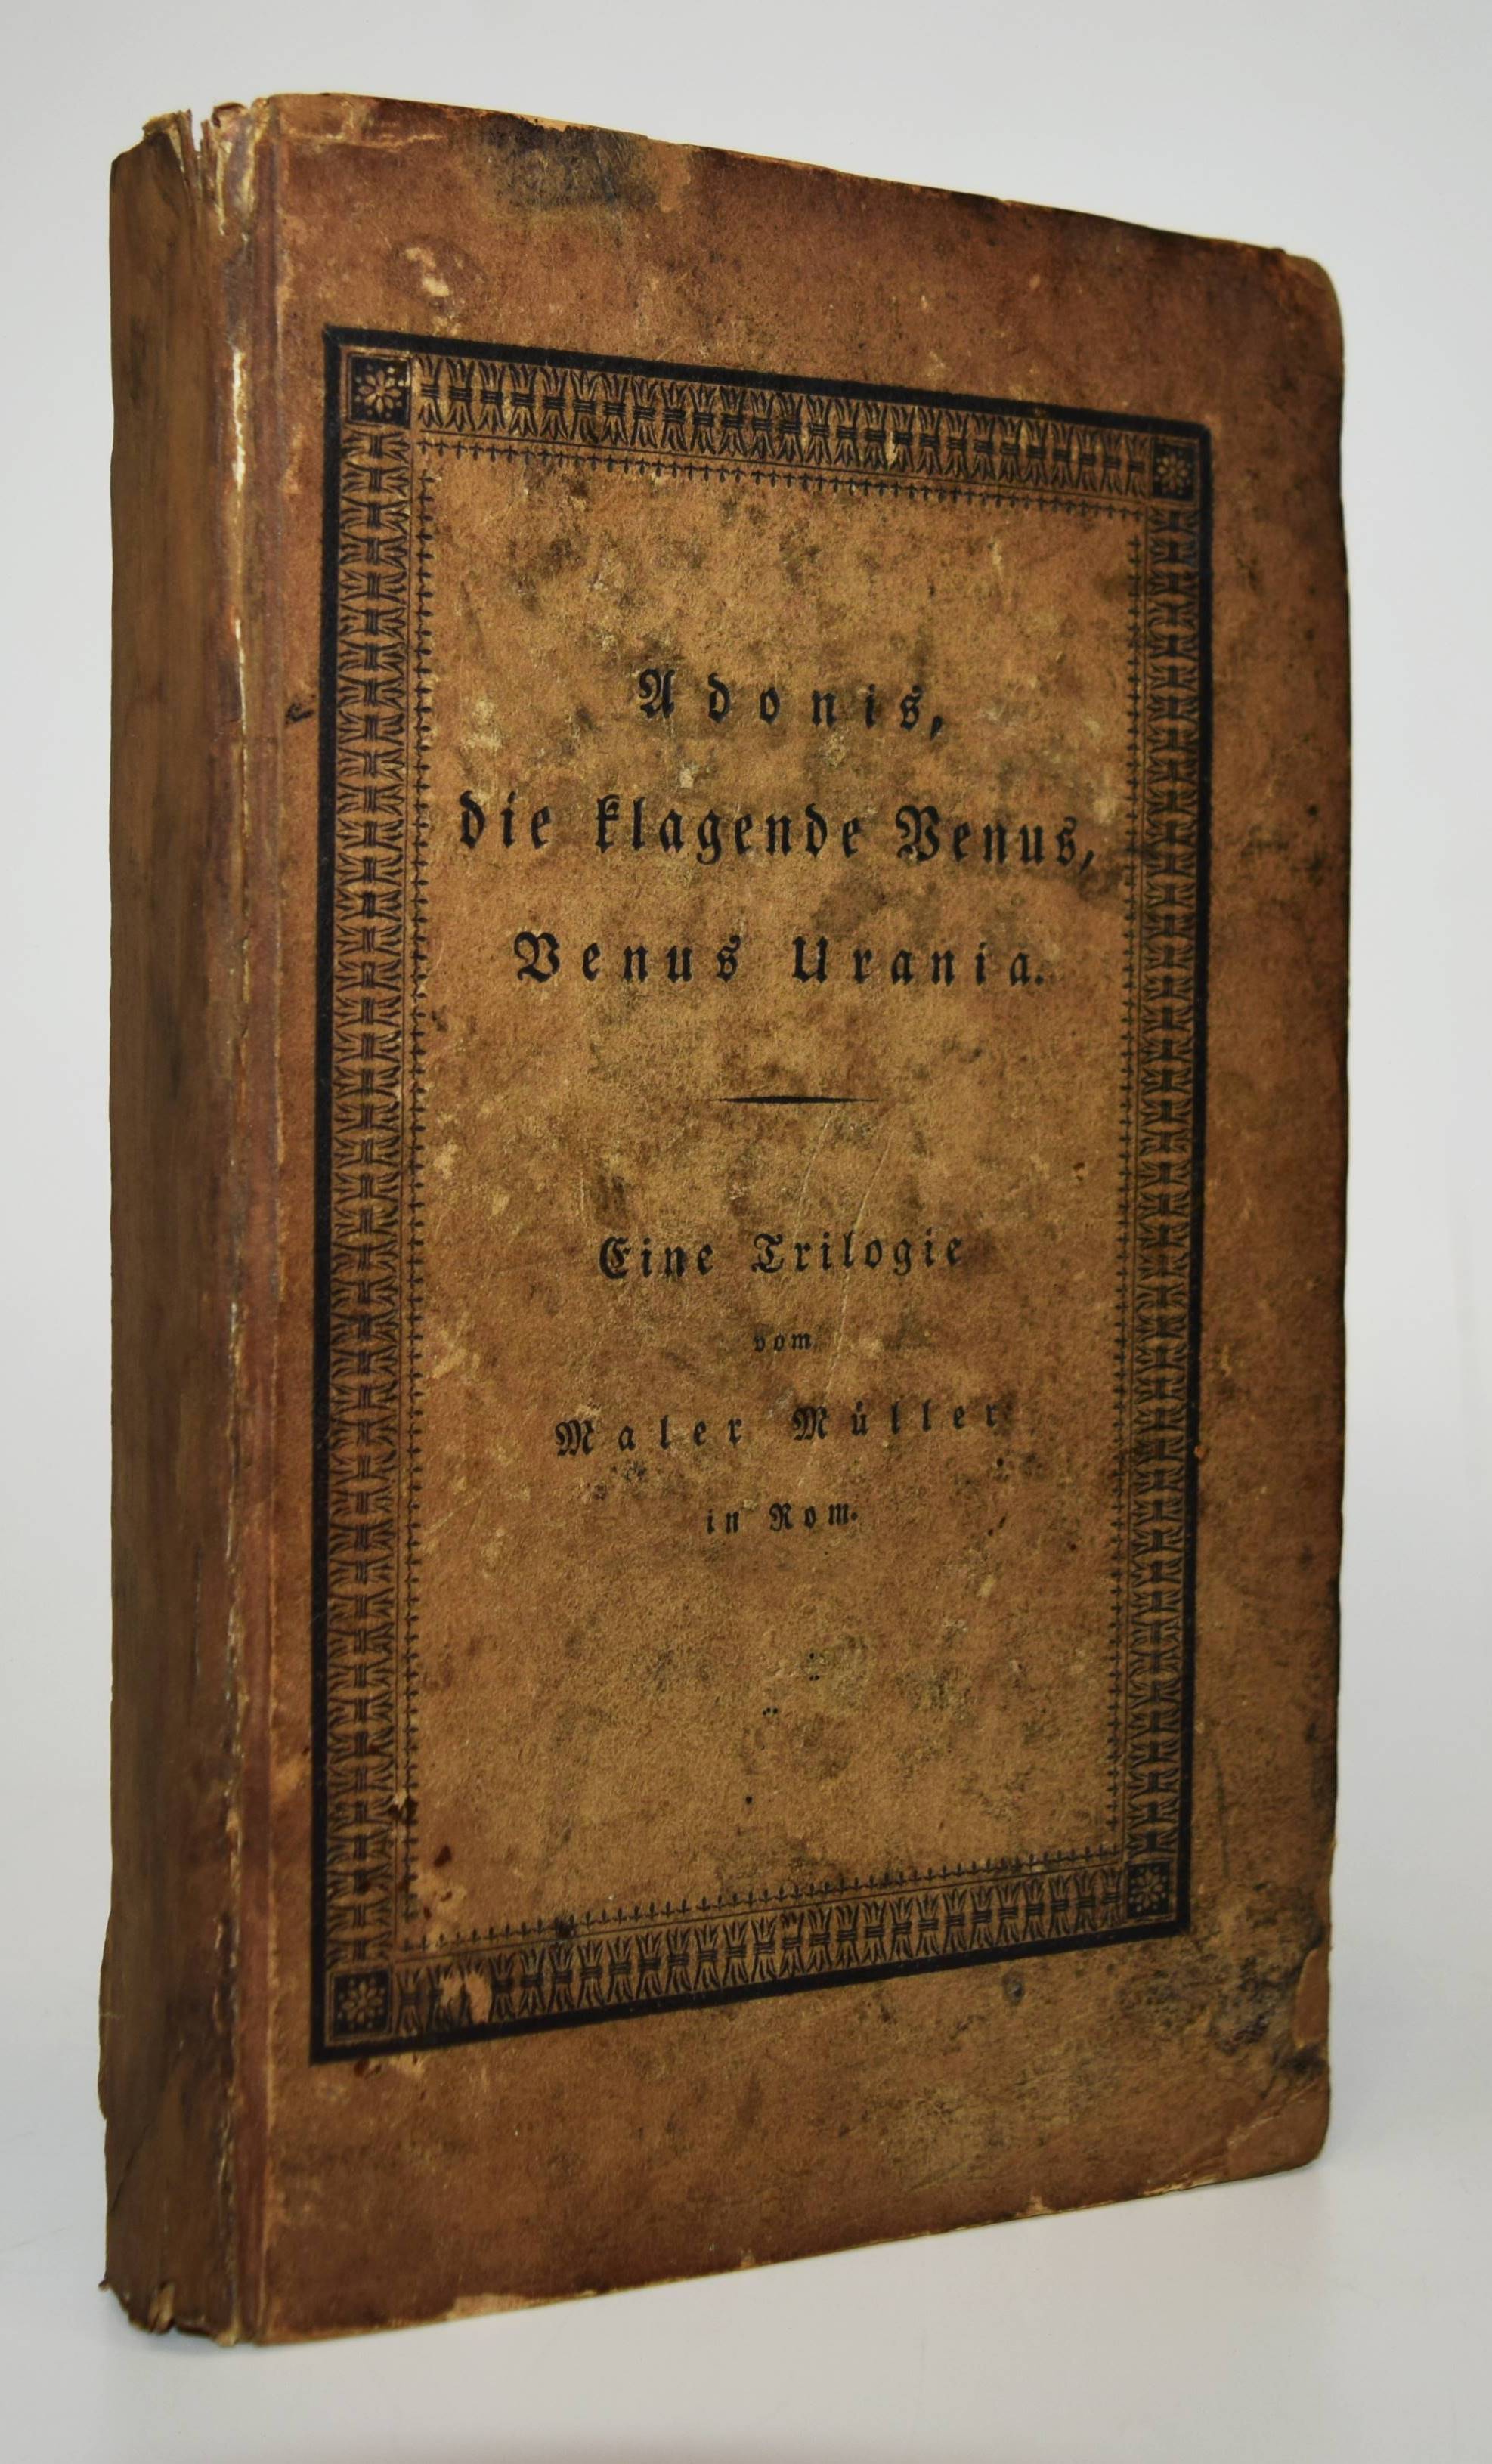 Adonis,
die klagende Venus,
Venus Urania.
Eine Trilogie
vom
Maler Müller
in Rom.